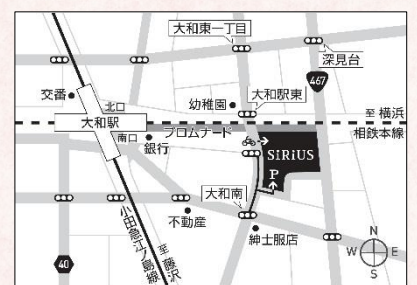 大和東一丁目
深見台
467
交番
北口
幼稚園
大和駅東
至 横浜
大和駅
プロムナード
相鉄本線
南口
銀行
SiRiUS
P
大和南
不動産
紳士服店
小田急江ノ島線
至 藤沢
40
N
W
E
S